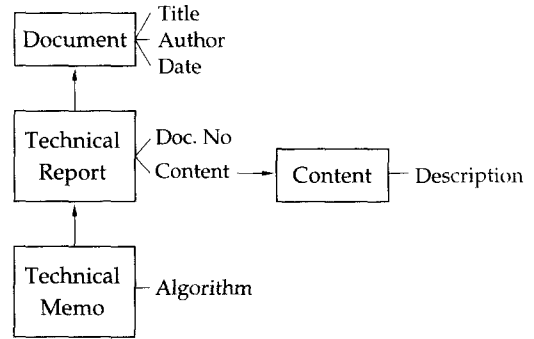 Document
Title
Author
Date
Technical
Report
Doc. No
Content
Content
Description
Technical
Memo
Algorithm